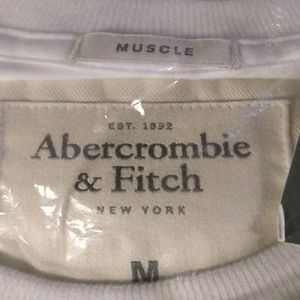 MUSCLE
EST. 1892
Abercrombie
& Fitch
NEW YORK
M